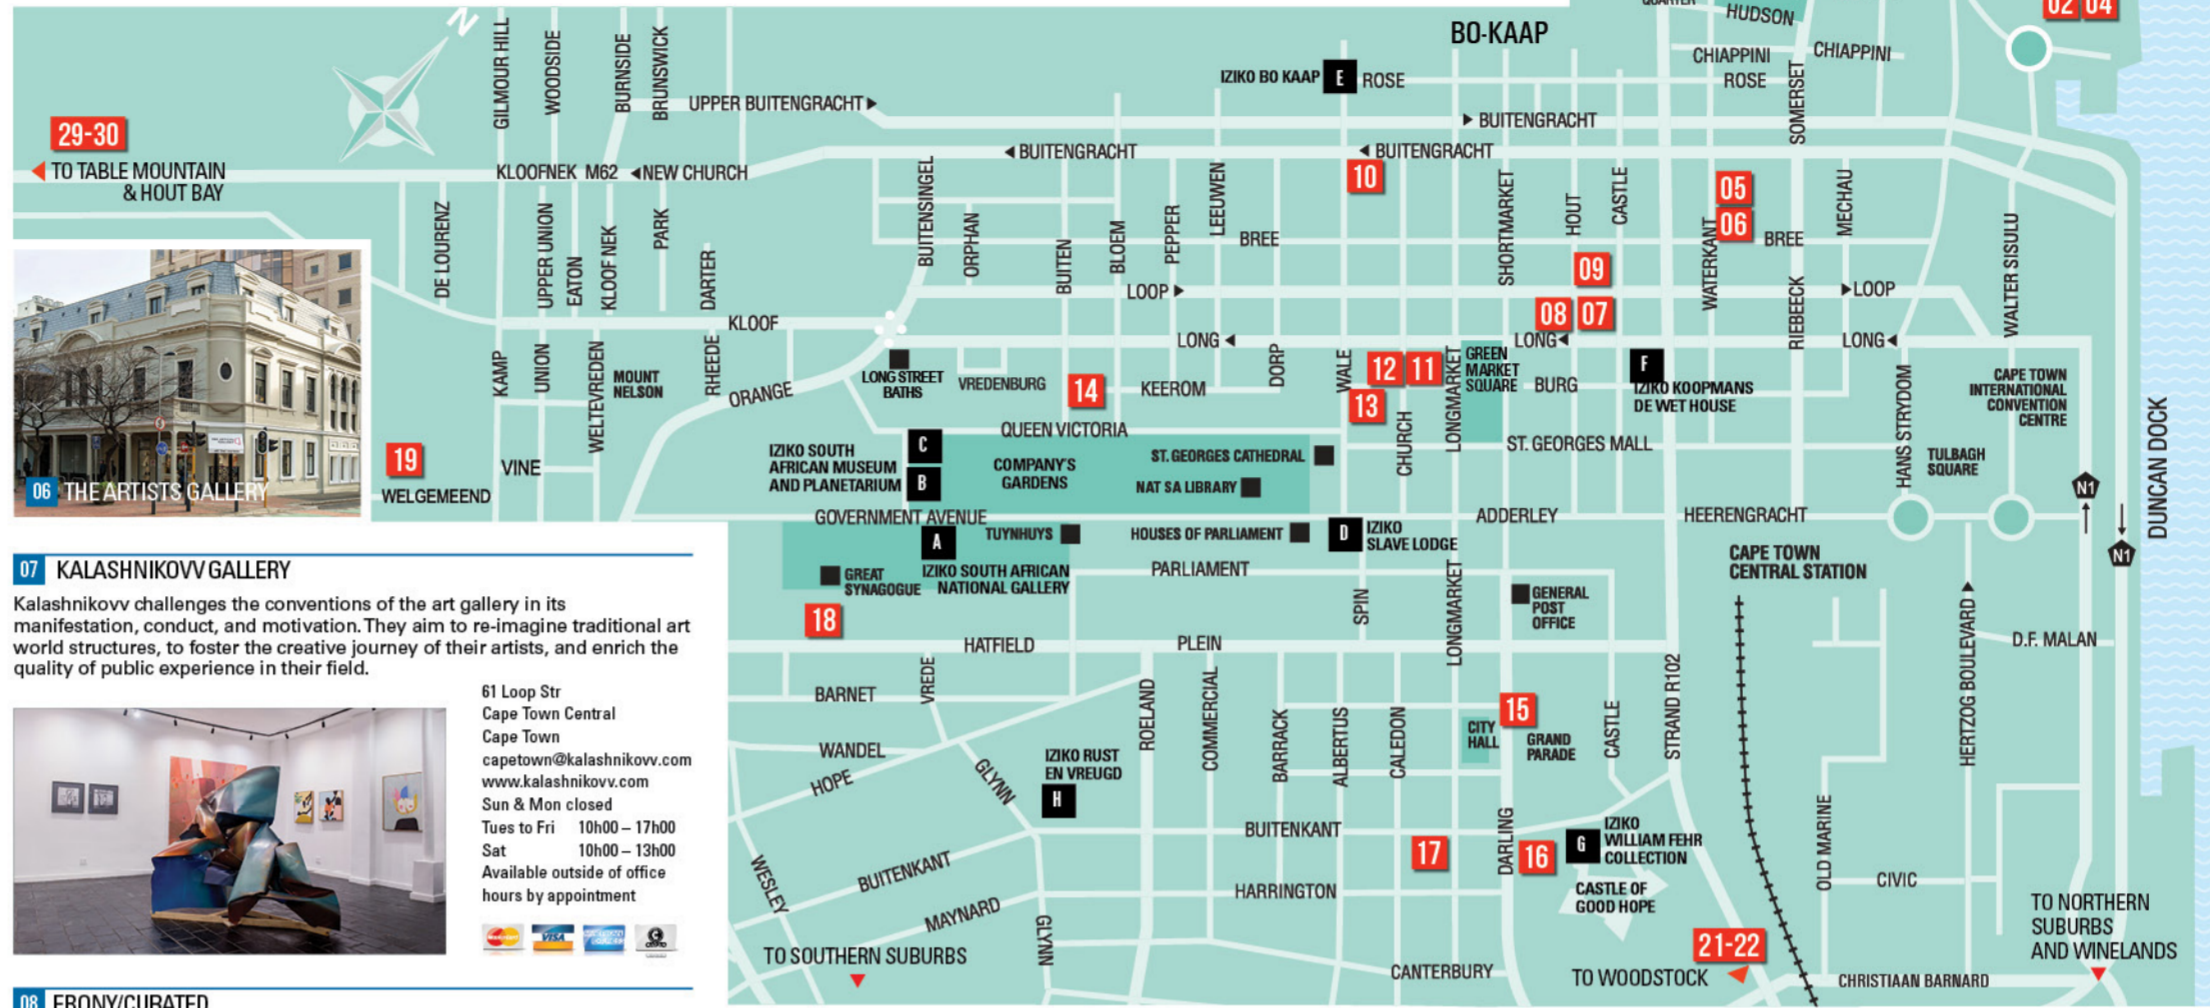 BO-KAAP
QUARTER
HUDSON
02 04
CHIAPPINI
CHIAPPINI
IZIKO BO KAAP
E
ROSE
ROSE
SOMERSET
GILMOUR HILL
WOODSIDE
BURNSIDE
BRUNSWICK
N
UPPER BUITENGRACHT
BUITENGRACHT
29-30
TO TABLE MOUNTAIN
& HOUT BAY
KLOOFNEK M62
NEW CHURCH
BUITENGRACHT
BUITENGRACHT
10
05
06
DE LOURENZ
UPPER UNION
EATON
KLOOF NEK
PARK
DARTER
BUITENSINGEL
ORPHAN
BUITEN
BLOEM
PEPPER
LEEUWEN
BREE
SHORTMARKET
HOUT
CASTLE
WATERKANT
BREE
MECHAU
WALTER SISULU
RIEBEECK
09
LOOP
LOOP
08 07
KLOOF
LONG
LONG
LONG
KAMP
UNION
WELTEVREDEN
MOUNT
NELSON
RHEDE
ORANGE
LONG STREET
BATHS
VREDENBURG
14
KEEROM
DORP
WALE
12 11
13
CHURCH
LONGMARKET
GREEN
MARKET
SQUARE
BURG
F
IZIKO KOOPMANS
DE WET HOUSE
CAPE TOWN
INTERNATIONAL
CONVENTION
CENTRE
HANS STRYDOM
TULBAGH
SQUARE
DUNCAN DOCK
N1
N1
19
WELGEMEEND
VINE
QUEEN VICTORIA
IZIKO SOUTH
AFRICAN MUSEUM
AND PLANETARIUM
C
B
COMPANY'S
GARDENS
ST. GEORGES CATHEDRAL
NAT SA LIBRARY
ST. GEORGES MALL
GOVERNMENT AVENUE
ADDERLEY
HEERENGRACHT
A
TUYNHUYS
HOUSES OF PARLIAMENT
D
IZIKO
SLAVE LODGE
CAPE TOWN
CENTRAL STATION
GREAT
SYNAGOGUE
IZIKO SOUTH AFRICAN
NATIONAL GALLERY
PARLIAMENT
SPIN
LONGMARKET
GENERAL
POST
OFFICE
18
HATFIELD
PLEIN
HERTZOG BOULEVARD
D.F. MALAN
BARNET
VREDE
ROELAND
COMMERCIAL
BARRACK
ALBERTUS
CALEDON
CITY
HALL
15
GRAND
PARADE
CASTLE
STRAND R102
WANDEL
HOPE
GLYNN
IZIKO RUST
EN VREUGD
H
BUITENKANT
17
DARLING
16
G
IZIKO
WILLIAM FEHR
COLLECTION
CASTLE OF
GOOD HOPE
OLD MARINE
CIVIC
WESLEY
BUITENKANT
MAYNARD
GLYNN
HARRINGTON
CANTERBURY
TO SOUTHERN SUBURBS
21-22
TO WOODSTOCK
CHRISTIAAN BARNARD
TO NORTHERN
SUBURBS
AND WINELANDS
06 THE ARTISTS GALLERY
07 KALASHNIKOVV GALLERY
Kalashnikovv challenges the conventions of the art gallery in its
manifestation, conduct, and motivation. They aim to re-imagine traditional art
world structures, to foster the creative journey of their artists, and enrich the
quality of public experience in their field.
61 Loop Str
Cape Town Central
Cape Town
capetown@kalashnikovv.com
www.kalashnikovv.com
Sun & Mon closed
Tues to Fri 10h00 – 17h00
Sat 10h00 – 13h00
Available outside of office
hours by appointment
VISA
08 EBONY/CURATED